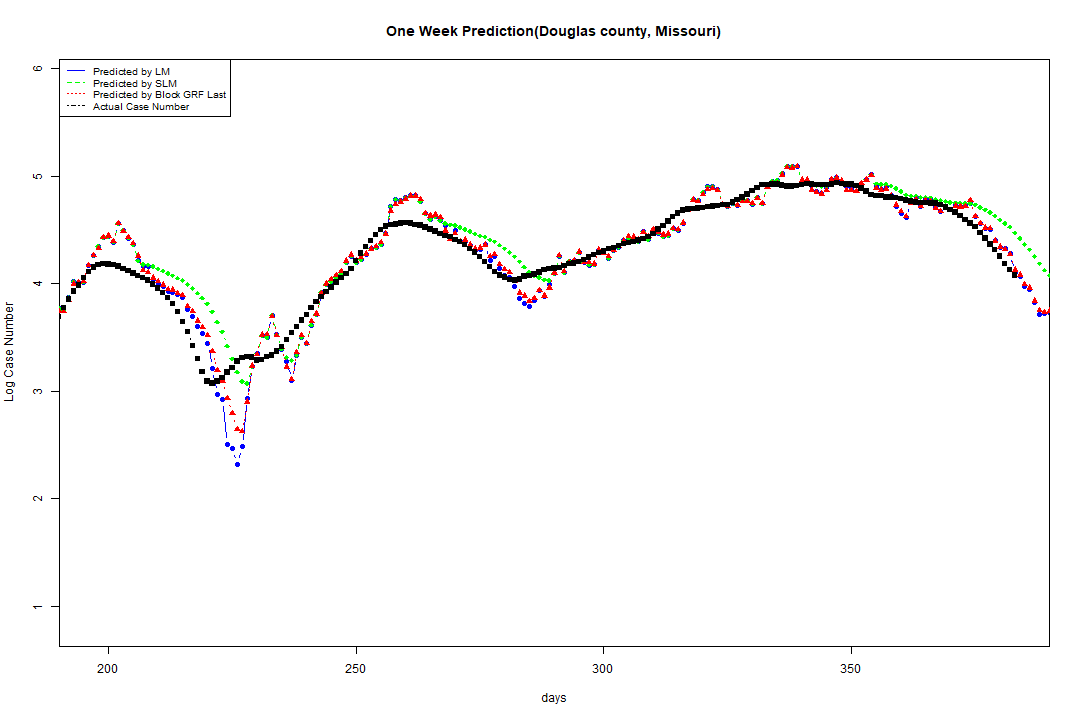 One Week Prediction(Douglas county, Missouri)
Predicted by LM
Predicted by SLM
Predicted by Block GRF Last
Actual Case Number
6
5
4
3
2
1
Log Case Number
200 250 300 350
days